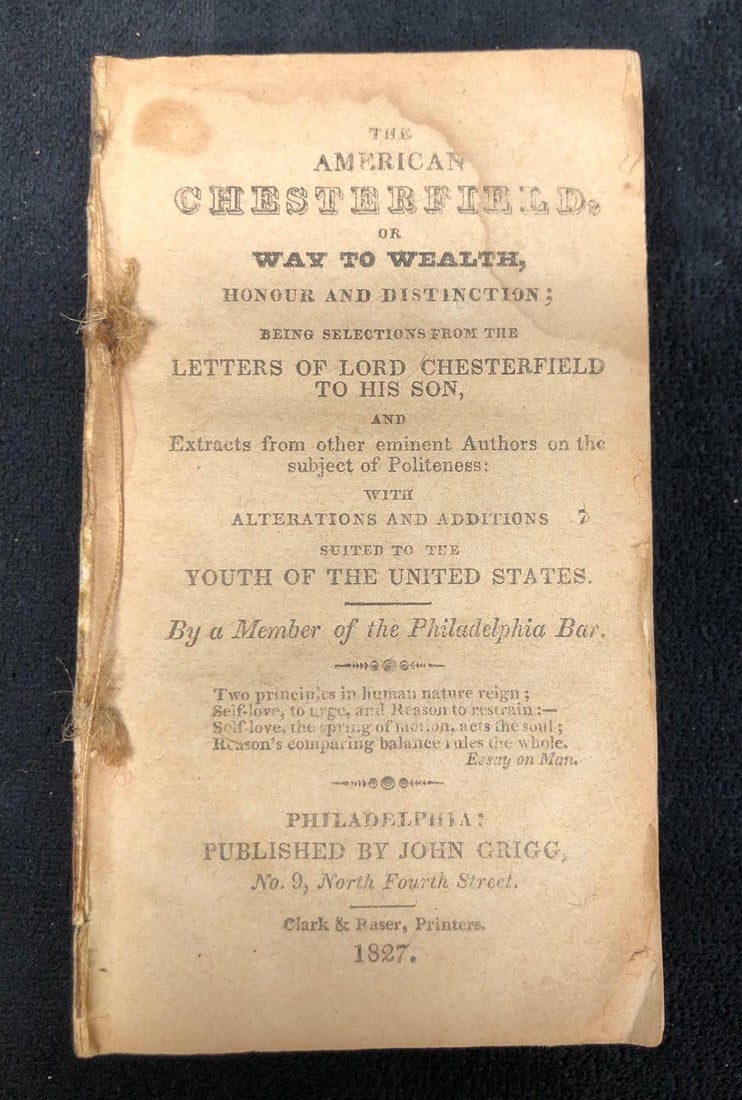 THE
AMERICAN
CHESTERFIELD,
OR
WAY TO WEALTH,
HONOUR AND DISTINCTION;
BEING SELECTIONS FROM THE
LETTERS OF LORD CHESTERFIELD
TO HIS SON,
AND
Extracts from other eminent Authors on the
subject of Politeness:
WITH
ALTERATIONS AND ADDITIONS
SUITED TO THE
YOUTH OF THE UNITED STATES.
By a Member of the Philadelphia Bar.
Two principles in human nature reign;
Self-love, to urge, and Reason to restrain:—
Self-love, the spring of motion, acts the soul;
Reason's comparing balance rules the whole.
Essay on Man.
PHILADELPHIA:
PUBLISHED BY JOHN GRIGG,
No. 9, North Fourth Street.
Clark & Raser, Printers.
1827.